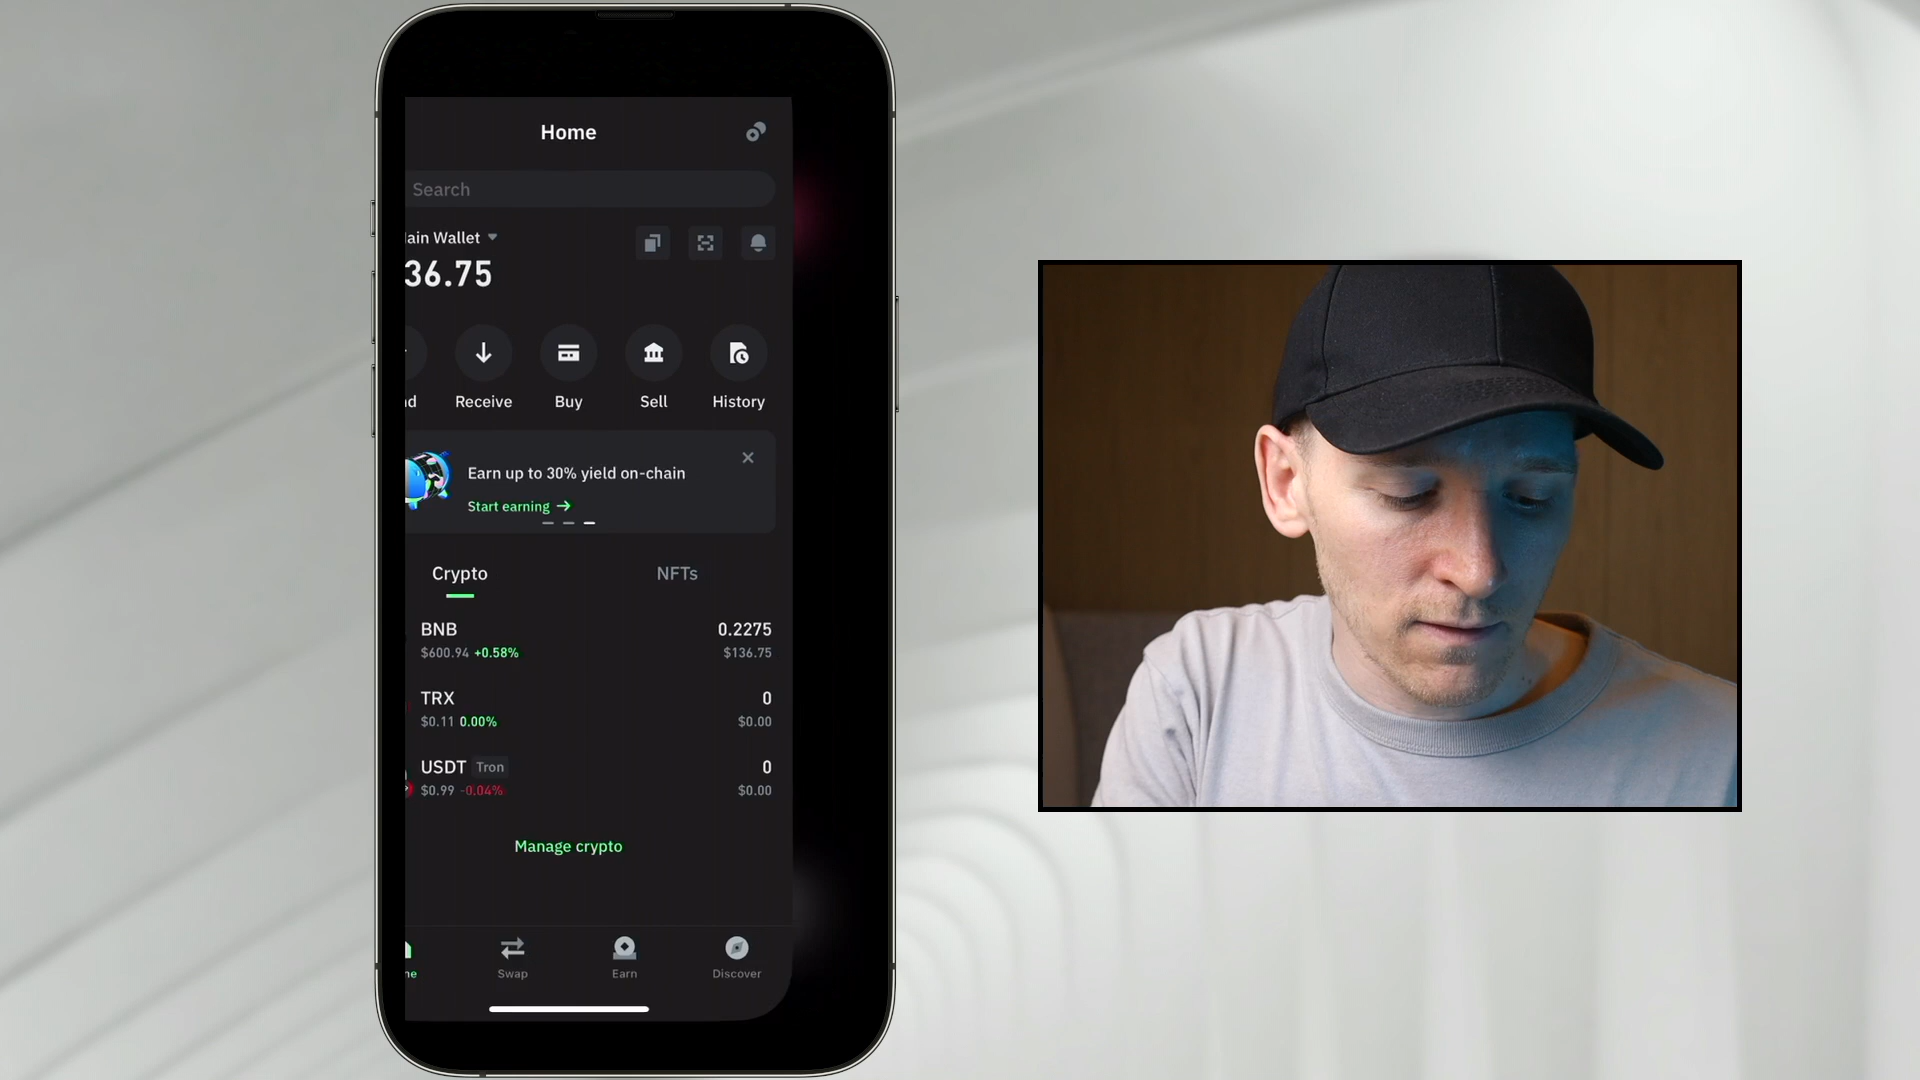 Home
Search
ain Wallet
36.75
d
Receive
Buy
Sell
History
Earn up to 30% yield on-chain
Start earning →
Crypto
NFTs
BNB
0.2275
$600.94 +0.58%
$136.75
TRX
0
$0.11 0.00%
$0.00
USDT Tron
0
$0.99 -0.04%
$0.00
Manage crypto
ne
Swap
Earn
Discover